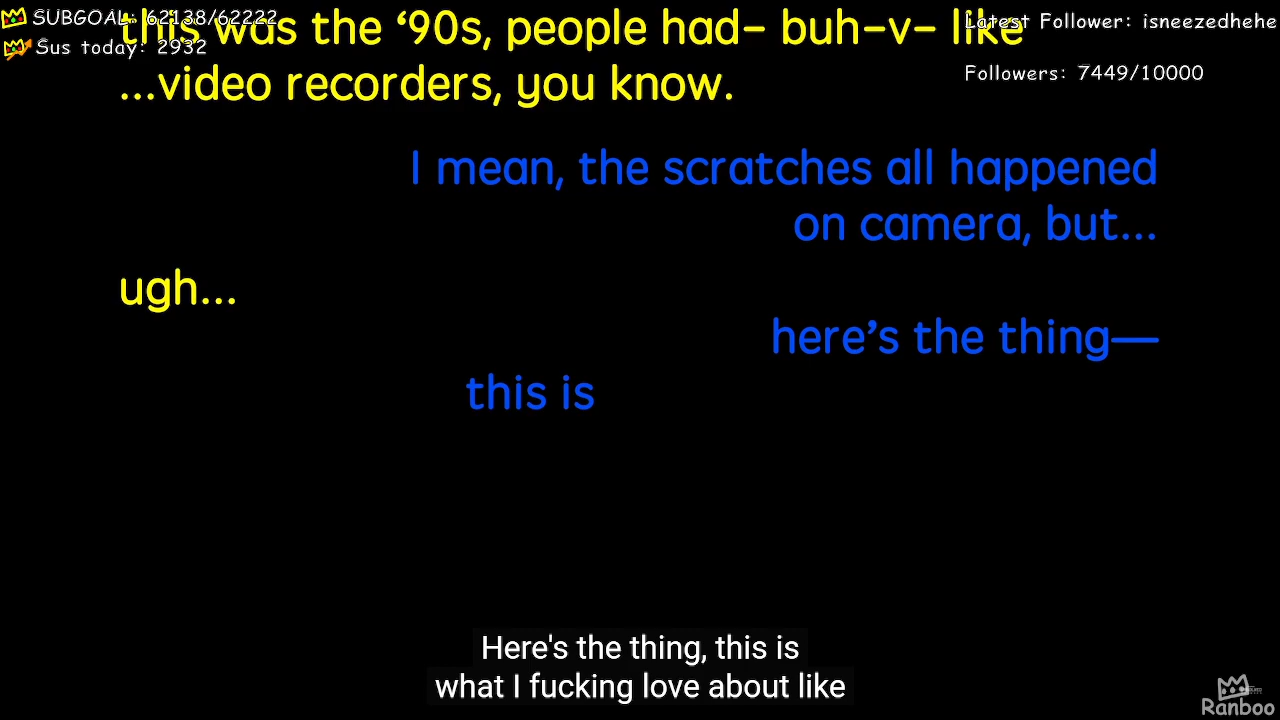 SUBGOAL: 62138/62222
Sus today: 2932
Latest Follower: isneezedhehe
Followers: 7449/10000
this was the ‘90s, people had– buh–v– like
...video recorders, you know.
I mean, the scratches all happened
on camera, but...
ugh...
here’s the thing—
this is
Here's the thing, this is
what I fucking love about like
Ranboo